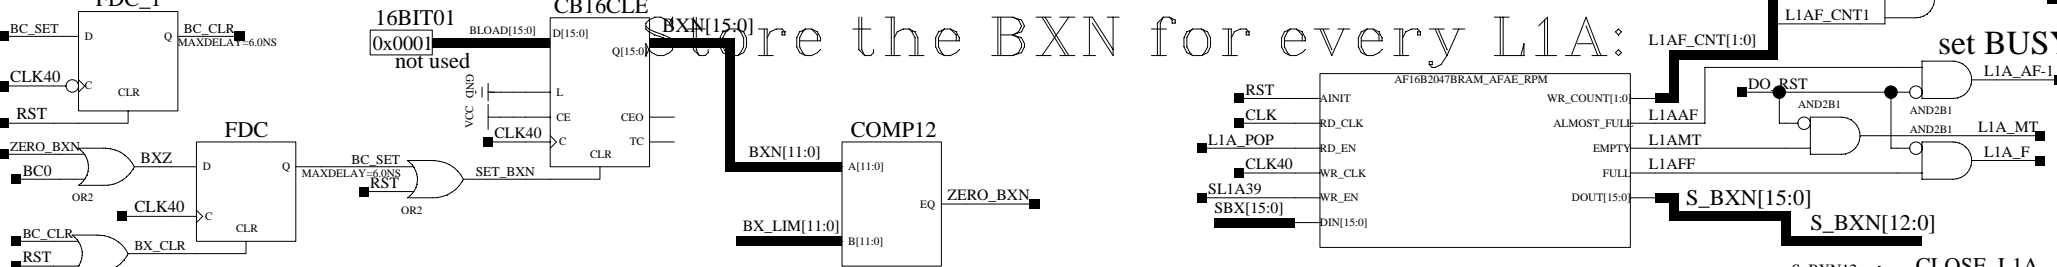 FDC_1
BC_SET
D
Q
BC_CLR
MAXDELAY=6.0NS
CLK40
C
CLR
RST
FDC
ZERO_BXN
BC0
OR2
BXZ
D
Q
BC_SET
MAXDELAY=6.0NS
RST
OR2
SET_BXN
CLK40
C
CLR
BC_CLR
RST
BX_CLR
16BIT01
0x0001
not used
BLOAD[15:0]
CB16CLE
D[15:0]
Q[15:0]
GND
VCC
L
CE
CEO
CLK40
C
TC
CLR
BXN[15:0]
Store the BXN for every L1A:
COMP12
BXN[11:0]
A[11:0]
EQ
ZERO_BXN
BX_LIM[11:0]
B[11:0]
AF16B2047BRAM_AFAE_RPM
RST
AINIT
CLK
RD_CLK
L1A_POP
RD_EN
CLK40
WR_CLK
SL1A39
WR_EN
SBX[15:0]
DIN[15:0]
WR_COUNT[1:0]
ALMOST_FULL
EMPTY
FULL
DOUT[15:0]
L1AF_CNT1
L1AF_CNT[1:0]
L1AAF
L1AMT
L1AFF
S_BXN[15:0]
S_BXN[12:0]
set BUSY
DO_RST
AND2B1
AND2B1
AND2B1
L1A_AF-1
L1A_MT
L1A_F
CLOSE_L1A